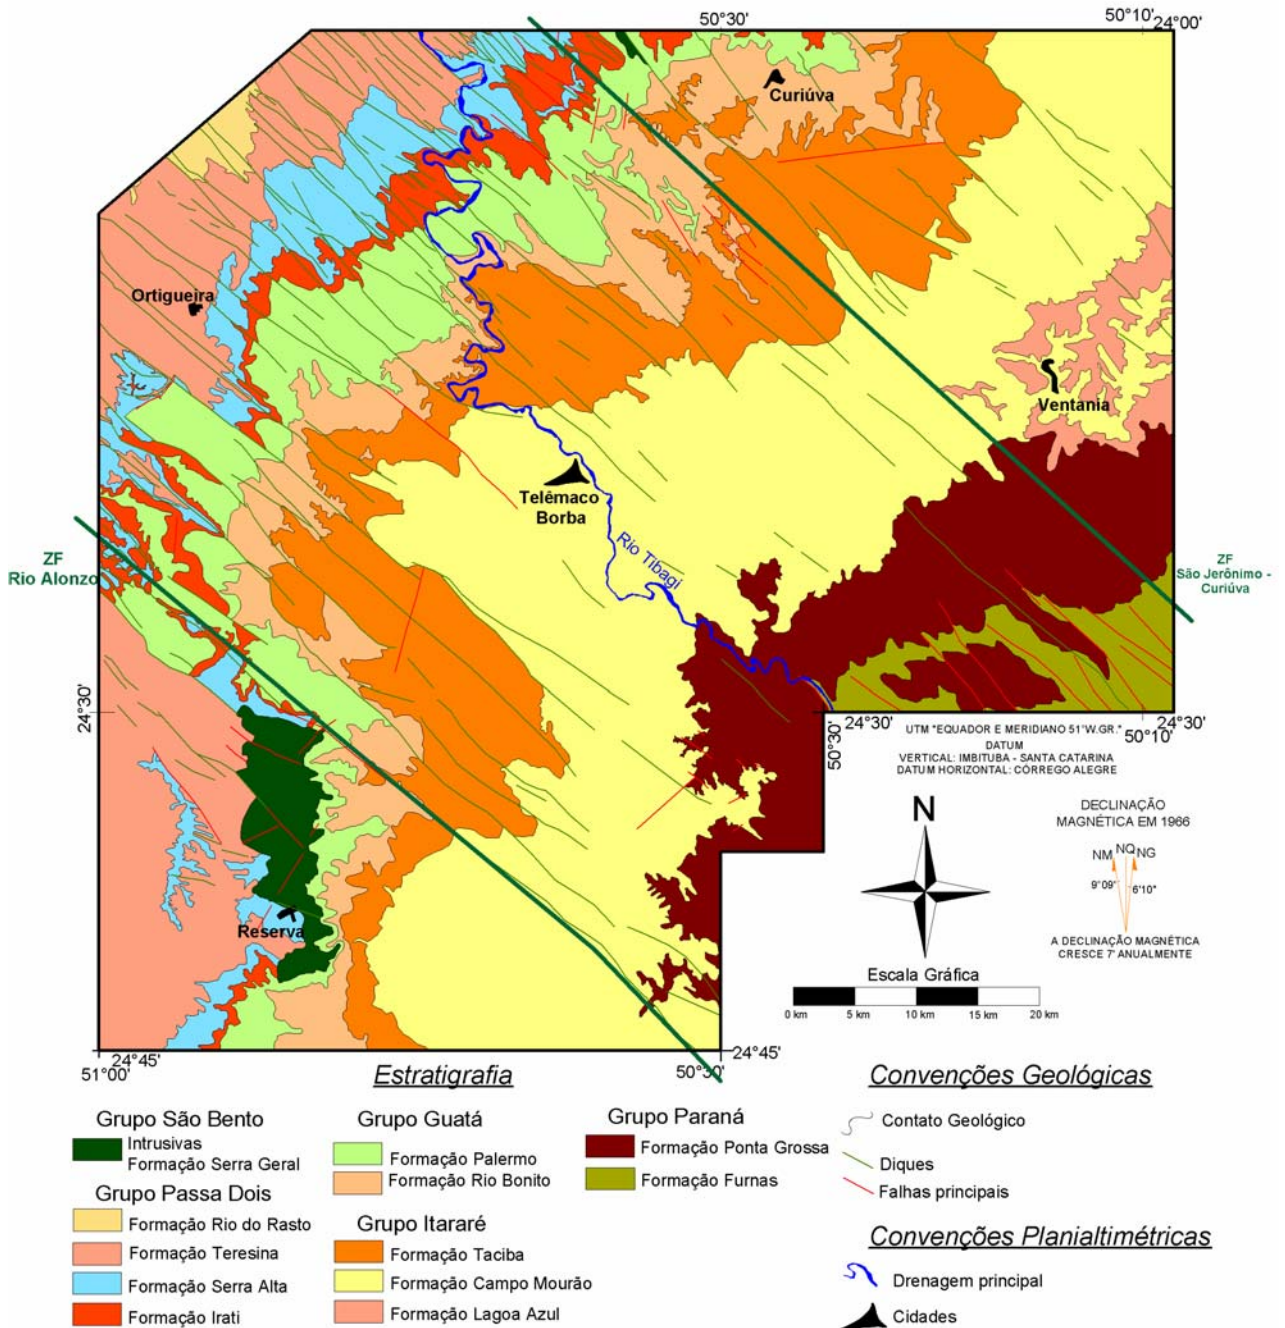 50°30'
50°10'
24°00'
Curiúva
Ortigueira
Ventania
Telêmaco
Borba
Rio Tibagi
ZF
Rio Alonzo
ZF
São Jerônimo -
Curiúva
24°30'
24°30'
24°30'
50°30'
50°10'
UTM "EQUADOR E MERIDIANO 51°W.GR."
DATUM
VERTICAL: IMBITUBA - SANTA CATARINA
DATUM HORIZONTAL: CÓRREGO ALEGRE
N
DECLINAÇÃO
MAGNÉTICA EM 1966
NM NQ NG
9°09' 6'10"
A DECLINAÇÃO MAGNÉTICA
CRESCE 7' ANUALMENTE
Reserva
Escala Gráfica
0 km 5 km 10 km 15 km 20 km
24°45'
51°00'
24°45'
50°30'
Estratigrafia
Grupo São Bento
Intrusivas
Formação Serra Geral
Grupo Passa Dois
Formação Rio do Rasto
Formação Teresina
Formação Serra Alta
Formação Irati
Grupo Guatá
Formação Palermo
Formação Rio Bonito
Grupo Itararé
Formação Taciba
Formação Campo Mourão
Formação Lagoa Azul
Grupo Paraná
Formação Ponta Grossa
Formação Furnas
Convenções Geológicas
Contato Geológico
Diques
Falhas principais
Convenções Planialtimétricas
Drenagem principal
Cidades